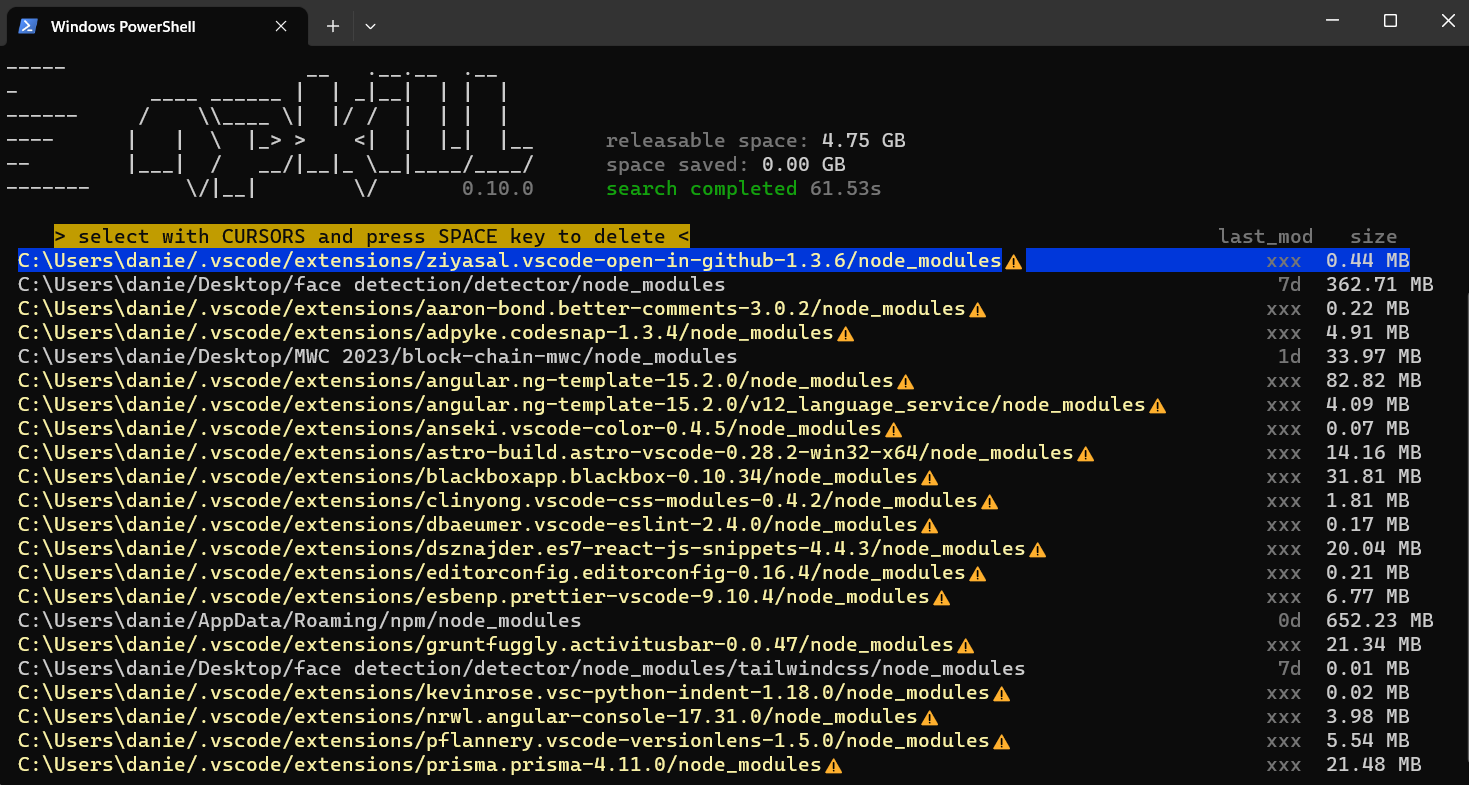 Windows PowerShell
-----                    __    .__.__  .__
-           ____ ______ |  | _|__|  | |  |
------     /    \\____ \|  |/ /  |  | |  |
----      |   |  \  |_> >    <|  |  |_|  |__
--        |___|  /   __/|__|_ \__|____/____/
-------        \/|__|        \/       0.10.0
releasable space: 4.75 GB
space saved: 0.00 GB
search completed 61.53s
> select with CURSORS and press SPACE key to delete < last_mod size
C:\Users\danie/.vscode/extensions/ziyasal.vscode-open-in-github-1.3.6/node_modules⚠️ xxx 0.44 MB
C:\Users\danie/Desktop/face detection/detector/node_modules 7d 362.71 MB
C:\Users\danie/.vscode/extensions/aaron-bond.better-comments-3.0.2/node_modules⚠️ xxx 0.22 MB
C:\Users\danie/.vscode/extensions/adpyke.codesnap-1.3.4/node_modules⚠️ xxx 4.91 MB
C:\Users\danie/Desktop/MWC 2023/block-chain-mwc/node_modules 1d 33.97 MB
C:\Users\danie/.vscode/extensions/angular.ng-template-15.2.0/node_modules⚠️ xxx 82.82 MB
C:\Users\danie/.vscode/extensions/angular.ng-template-15.2.0/v12_language_service/node_modules⚠️ xxx 4.09 MB
C:\Users\danie/.vscode/extensions/anseki.vscode-color-0.4.5/node_modules⚠️ xxx 0.07 MB
C:\Users\danie/.vscode/extensions/astro-build.astro-vscode-0.28.2-win32-x64/node_modules⚠️ xxx 14.16 MB
C:\Users\danie/.vscode/extensions/blackboxapp.blackbox-0.10.34/node_modules⚠️ xxx 31.81 MB
C:\Users\danie/.vscode/extensions/clinyong.vscode-css-modules-0.4.2/node_modules⚠️ xxx 1.81 MB
C:\Users\danie/.vscode/extensions/dbaeumer.vscode-eslint-2.4.0/node_modules⚠️ xxx 0.17 MB
C:\Users\danie/.vscode/extensions/dsznajder.es7-react-js-snippets-4.4.3/node_modules⚠️ xxx 20.04 MB
C:\Users\danie/.vscode/extensions/editorconfig.editorconfig-0.16.4/node_modules⚠️ xxx 0.21 MB
C:\Users\danie/.vscode/extensions/esbenp.prettier-vscode-9.10.4/node_modules⚠️ xxx 6.77 MB
C:\Users\danie/AppData/Roaming/npm/node_modules 0d 652.23 MB
C:\Users\danie/.vscode/extensions/gruntfuggly.activitusbar-0.0.47/node_modules⚠️ xxx 21.34 MB
C:\Users\danie/Desktop/face detection/detector/node_modules/tailwindcss/node_modules 7d 0.01 MB
C:\Users\danie/.vscode/extensions/kevinrose.vsc-python-indent-1.18.0/node_modules⚠️ xxx 0.02 MB
C:\Users\danie/.vscode/extensions/nrwl.angular-console-17.31.0/node_modules⚠️ xxx 3.98 MB
C:\Users\danie/.vscode/extensions/pflannery.vscode-versionlens-1.5.0/node_modules⚠️ xxx 5.54 MB
C:\Users\danie/.vscode/extensions/prisma.prisma-4.11.0/node_modules⚠️ xxx 21.48 MB